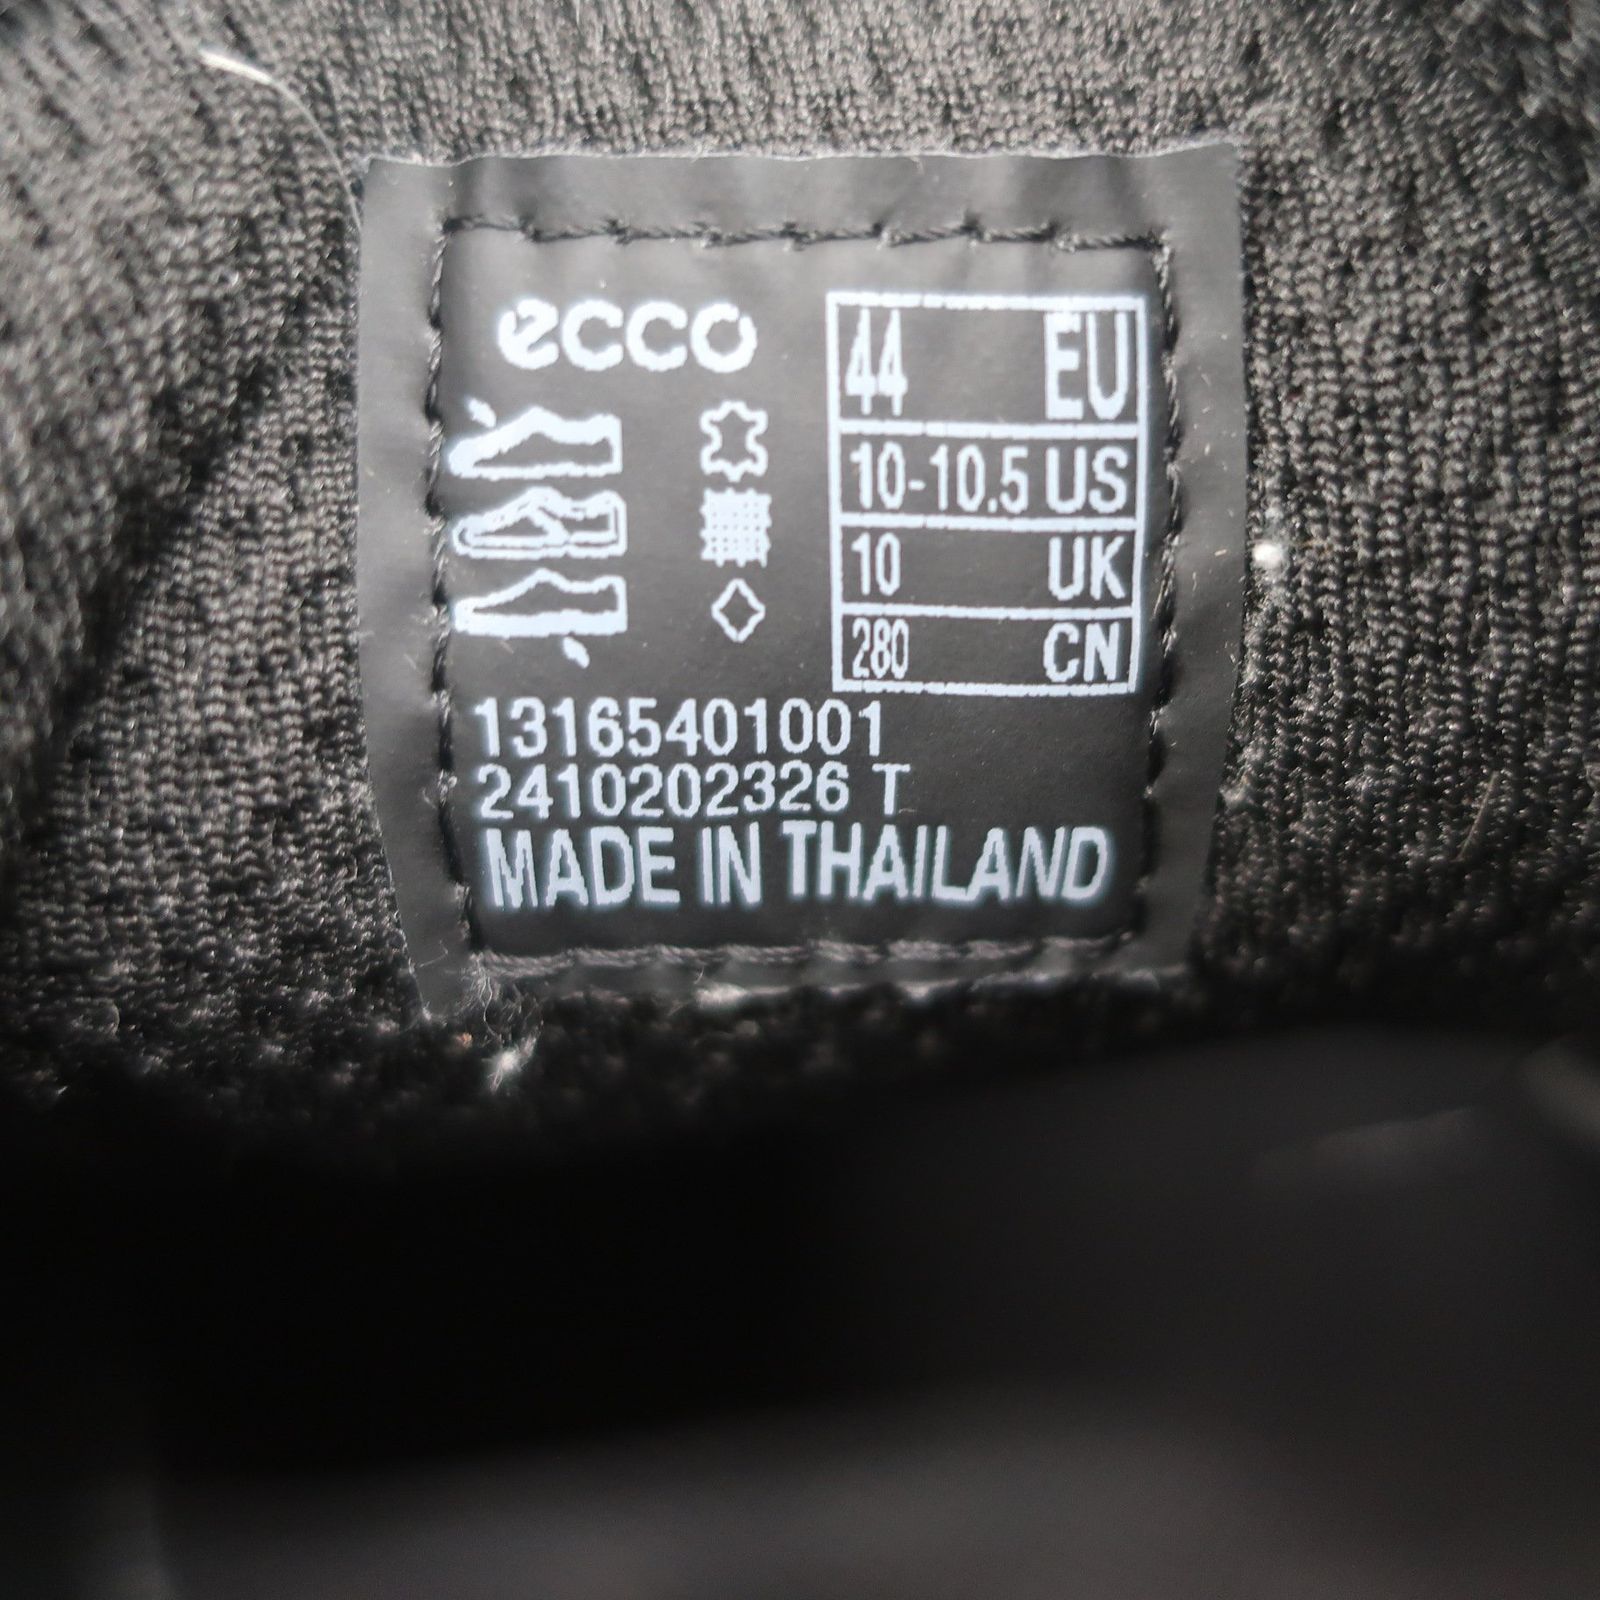 ecco
44 EU
10-10.5 US
10 UK
280 CN
13165401001
2410202326 T
MADE IN THAILAND